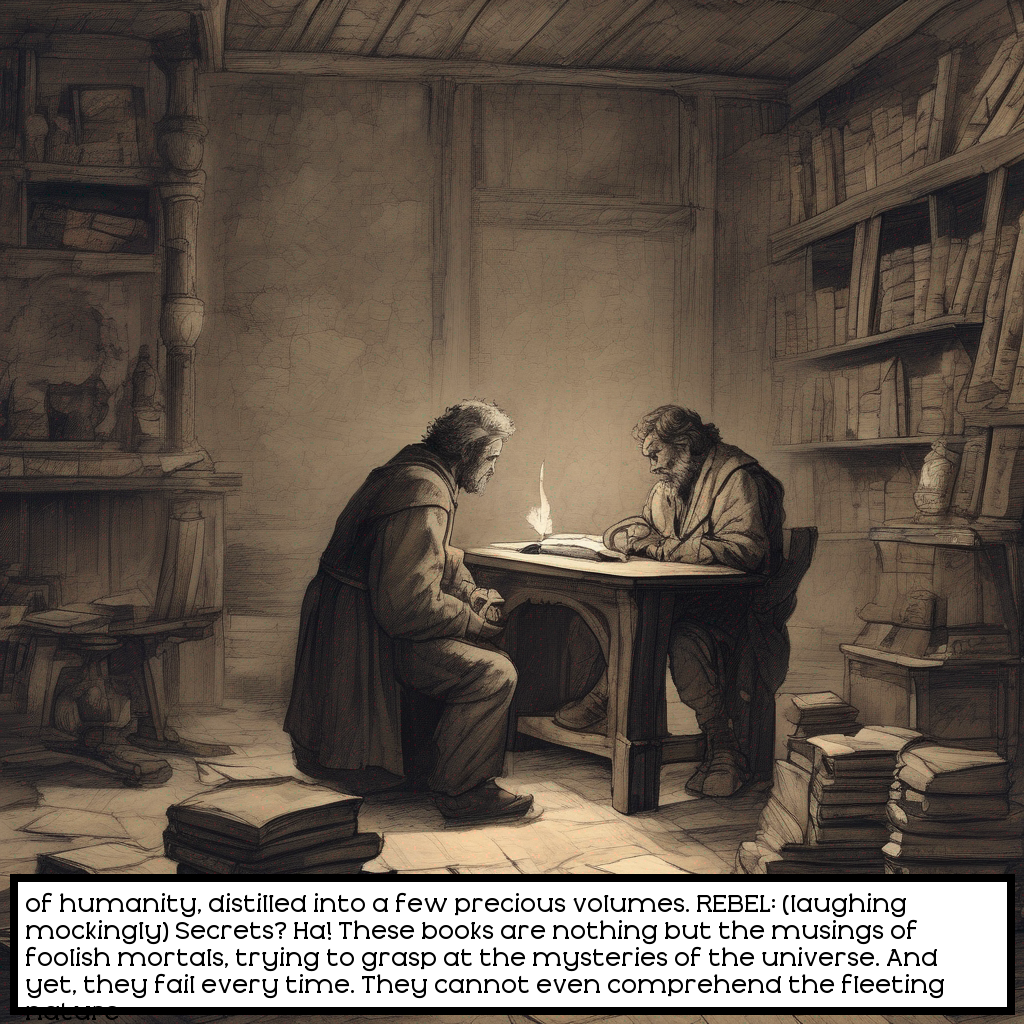 of humanity, distilled into a few precious volumes. REBEL: (laughing
mockingly) Secrets? Ha! These books are nothing but the musings of
foolish mortals, trying to grasp at the mysteries of the universe. And
yet, they fail every time. They cannot even comprehend the fleeting
nature